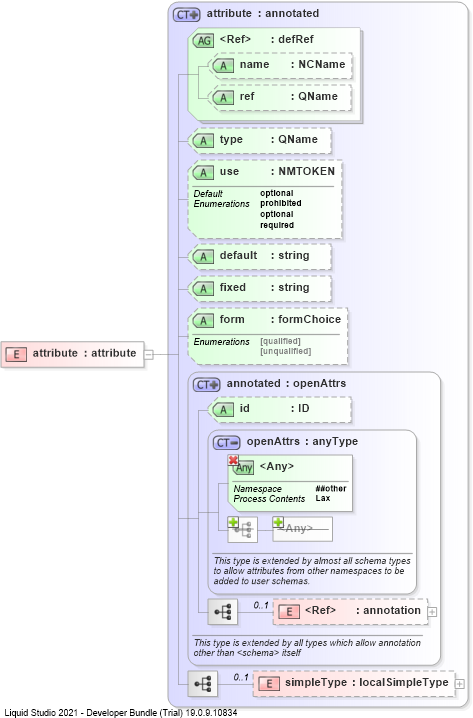 CT attribute : annotated
AG <Ref> : defRef
A name : NCName
A ref : QName
A type : QName
A use : NMTOKEN
Default optional
Enumerations prohibited
optional
required
A default : string
A fixed : string
A form : formChoice
Enumerations [qualified]
[unqualified]
E attribute : attribute
CT annotated : openAttrs
A id : ID
CT openAttrs : anyType
Any <Any>
Namespace ##other
Process Contents Lax
<Any>
This type is extended by almost all schema types
to allow attributes from other namespaces to be
added to user schemas.
0..1 E <Ref> : annotation
This type is extended by all types which allow annotation
other than <schema> itself
0..1 E simpleType : localSimpleType
Liquid Studio 2021 - Developer Bundle (Trial) 19.0.9.10834